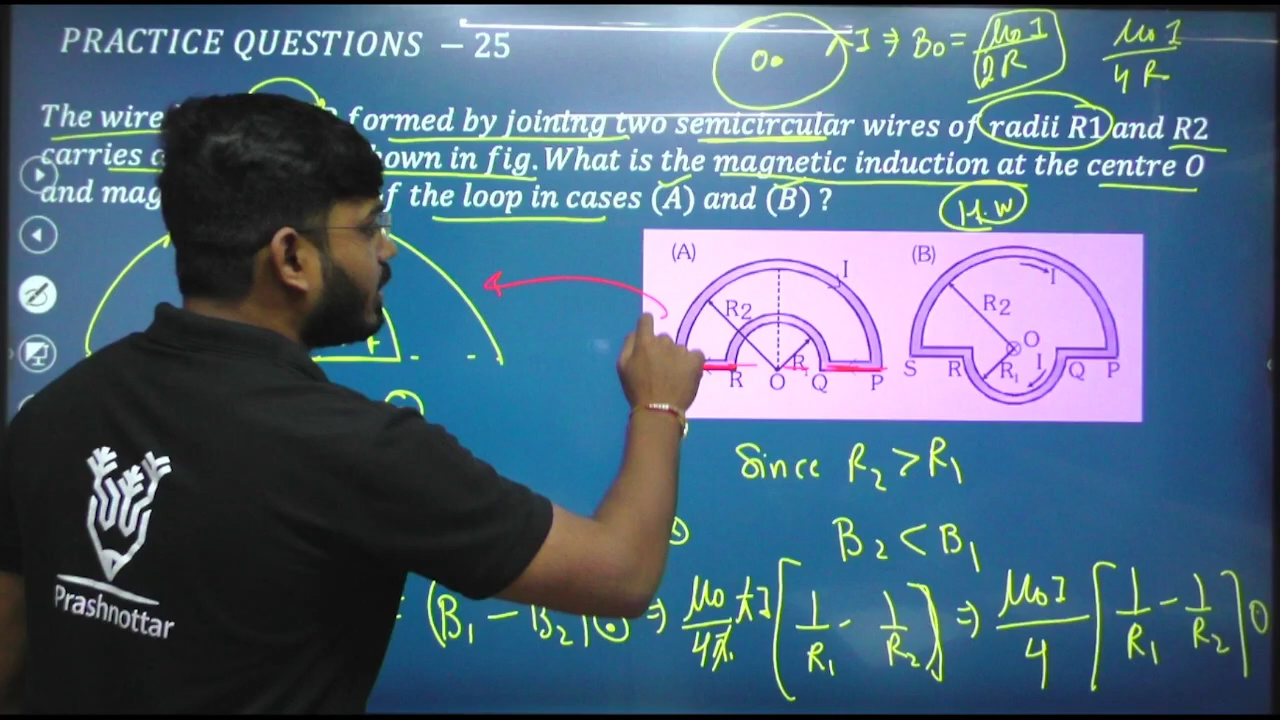 PRACTICE QUESTIONS – 25
O I ⇒ B₀ = μ₀I/2R μ₀I/4R
The wire formed by joining two semicircular wires of radii R1 and R2
carries hown in fig. What is the magnetic induction at the centre O
and mag f the loop in cases (A) and (B) ?
H.W
(A) I R2 R₁ R O Q P
(B) I R2 O I R₁ S R Q P
Since R₂ > R₁
B₂ < B₁
= (B₁ – B₂) ⊙ ⇒ μ₀/4π πI [1/R₁ – 1/R₂] ⇒ μ₀I/4 [1/R₁ – 1/R₂]
Prashnottar